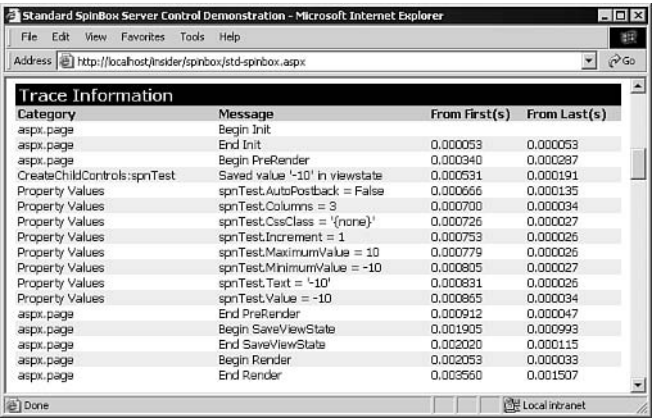 Standard SpinBox Server Control Demonstration - Microsoft Internet Explorer
File Edit View Favorites Tools Help
Address http://localhost/insider/spinbox/std-spinbox.aspx Go
Trace Information
Category Message From First(s) From Last(s)
aspx.page Begin Init
aspx.page End Init 0.000053 0.000053
aspx.page Begin PreRender 0.000340 0.000287
CreateChildControls:spnTest Saved value '-10' in viewstate 0.000531 0.000191
Property Values spnTest.AutoPostback = False 0.000666 0.000135
Property Values spnTest.Columns = 3 0.000700 0.000034
Property Values spnTest.CssClass = '{none}' 0.000726 0.000027
Property Values spnTest.Increment = 1 0.000753 0.000026
Property Values spnTest.MaximumValue = 10 0.000779 0.000026
Property Values spnTest.MinimumValue = -10 0.000805 0.000027
Property Values spnTest.Text = '-10' 0.000831 0.000026
Property Values spnTest.Value = -10 0.000865 0.000034
aspx.page End PreRender 0.000912 0.000047
aspx.page Begin SaveViewState 0.001905 0.000993
aspx.page End SaveViewState 0.002020 0.000115
aspx.page Begin Render 0.002053 0.000033
aspx.page End Render 0.003560 0.001507
Done Local intranet